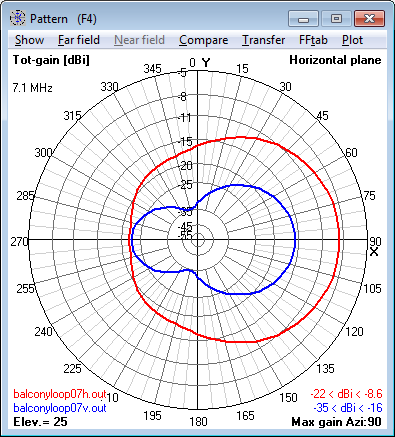 Pattern (F4)
Show Far field Near field Compare Transfer FFtab Plot
Tot-gain [dBi] 0 Y Horizontal plane
7.1 MHz
345 -5 15
330 30
-8
315 45
-11
300 60
-15
-20
285 75
-25
-35
-45
-55
270 90
X
255 105
240 120
225 135
210 150
195 180 165
balconyloop07h.out
balconyloop07v.out
-22 < dBi < -8.6
-35 < dBi < -16
Elev.= 25 Max gain Azi:90